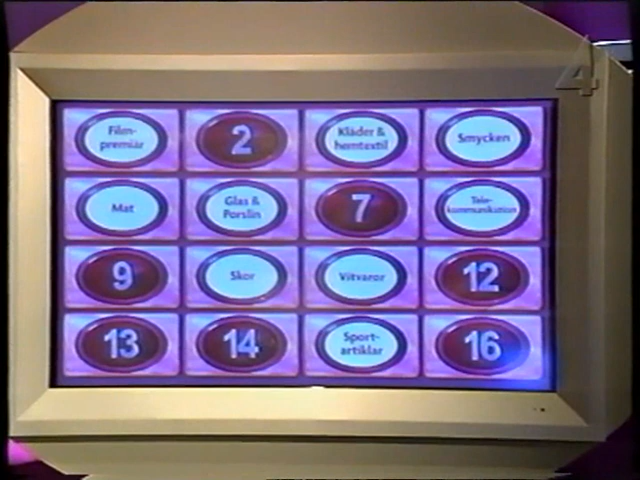 4
Film-
premiär
2
Kläder &
hemtextil
Smycken
Mat
Glas &
Porslin
7
Tele-
kommunikation
9
Skor
Vitvaror
12
13
14
Sport-
artiklar
16